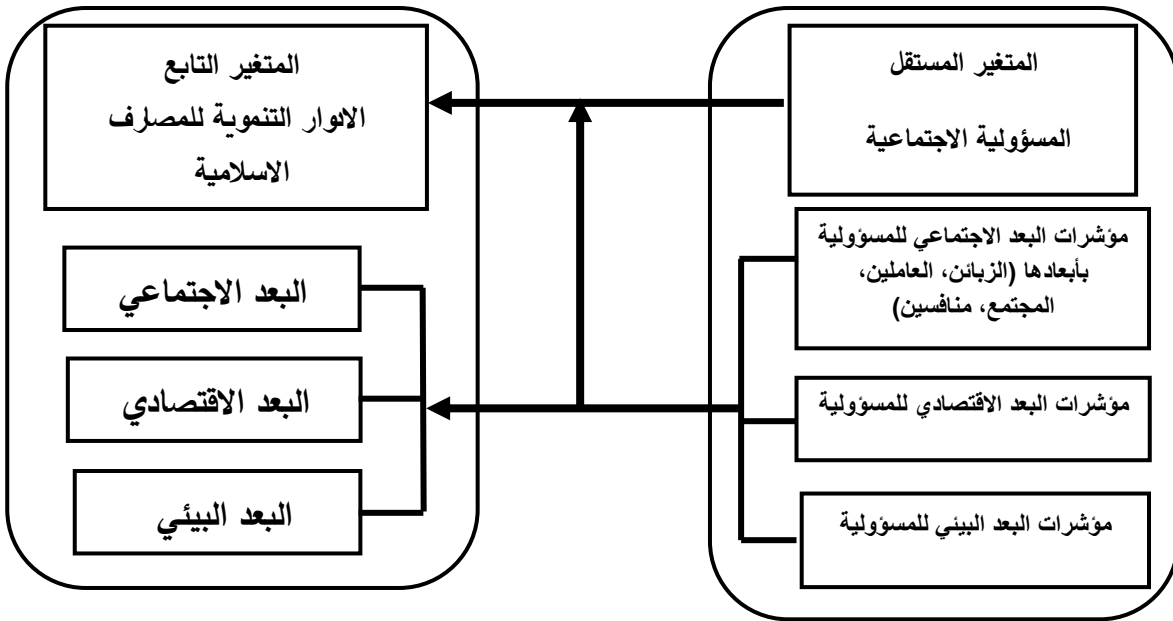 المتغير المستقل
المسؤولية الاجتماعية
مؤشرات البعد الاجتماعي للمسؤولية
بأبعادها (الزبائن، العاملين،
المجتمع، منافسين)
مؤشرات البعد الاقتصادي للمسؤولية
مؤشرات البعد البيئي للمسؤولية
المتغير التابع
الادوار التنموية للمصارف
الاسلامية
البعد الاجتماعي
البعد الاقتصادي
البعد البيئي